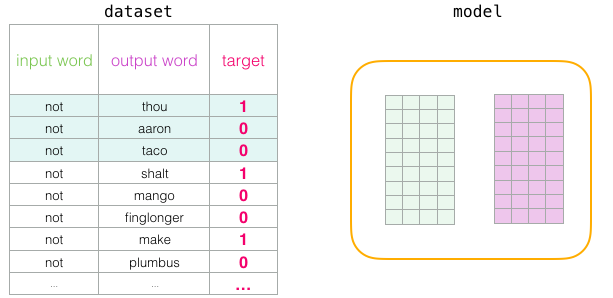 dataset
model
input word output word target
not thou 1
not aaron 0
not taco 0
not shalt 1
not mango 0
not finglonger 0
not make 1
not plumbus 0
... ... ...